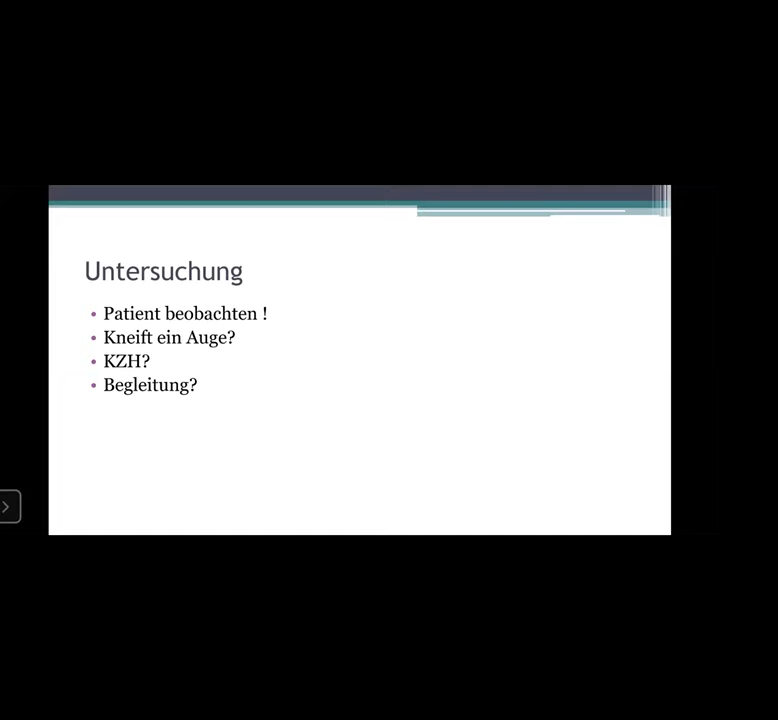 Untersuchung
• Patient beobachten !
• Kneift ein Auge?
• KZH?
• Begleitung?